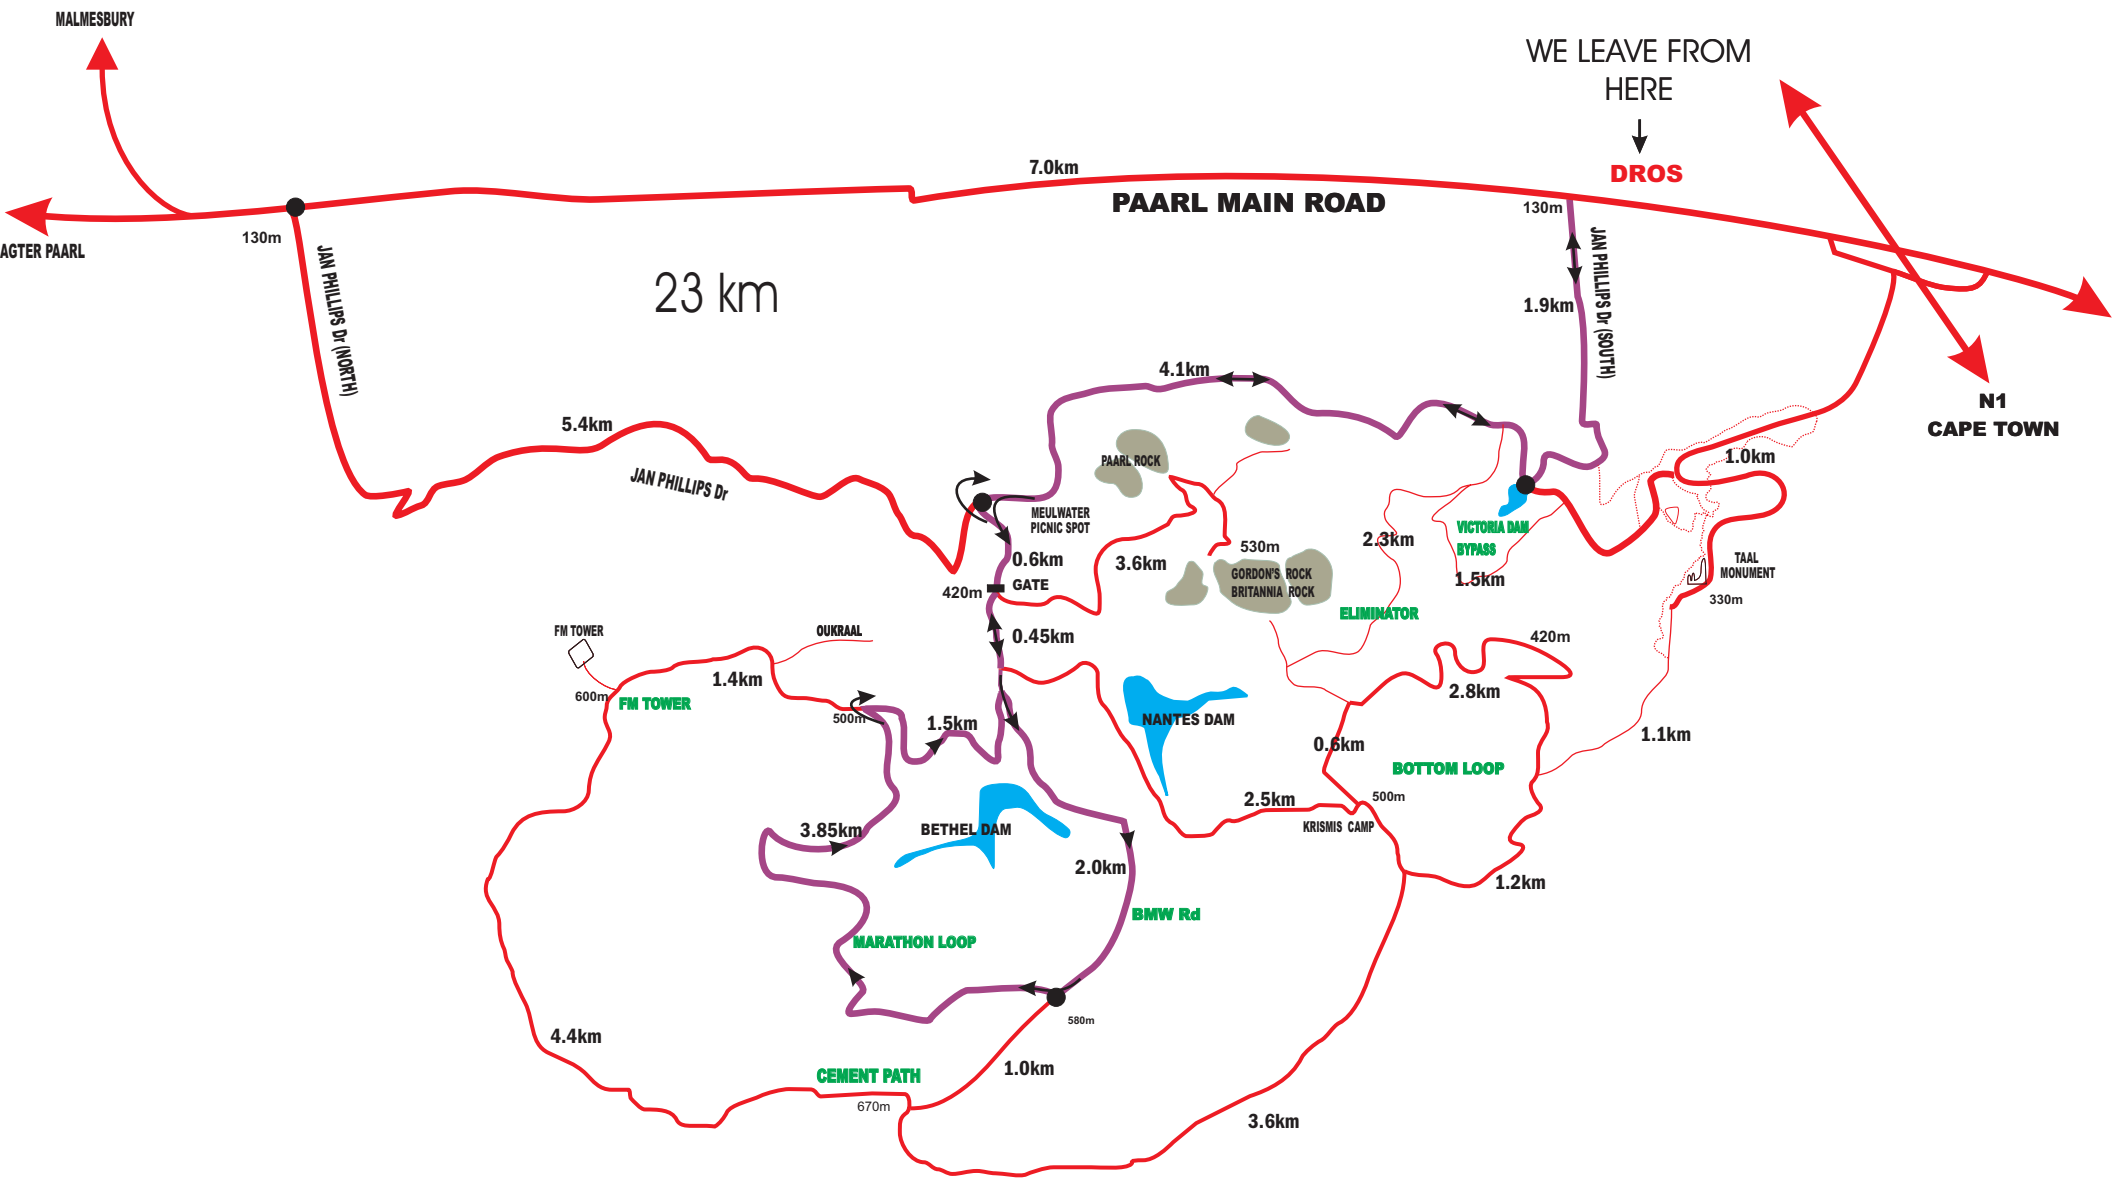 MALMESBURY
WE LEAVE FROM
HERE
DROS
7.0km
PAARL MAIN ROAD
130m
130m
AGTER PAARL
JAN PHILLIPS Dr (NORTH)
23 km
JAN PHILLIPS Dr (SOUTH)
1.9km
4.1km
N1
CAPE TOWN
5.4km
JAN PHILLIPS Dr
PAARL ROCK
1.0km
MEULWATER
PICNIC SPOT
VICTORIA DAM
BYPASS
2.3km
530m
0.6km
3.6km
GORDON'S ROCK
BRITANNIA ROCK
1.5km
TAAL
MONUMENT
330m
GATE
420m
ELIMINATOR
FM TOWER
OUKRAAL
0.45km
420m
1.4km
600m
FM TOWER
500m
1.5km
NANTES DAM
2.8km
0.6km
1.1km
BOTTOM LOOP
2.5km
500m
KRISMIS CAMP
3.85km
BETHEL DAM
2.0km
1.2km
BMW Rd
MARATHON LOOP
580m
4.4km
1.0km
CEMENT PATH
670m
3.6km